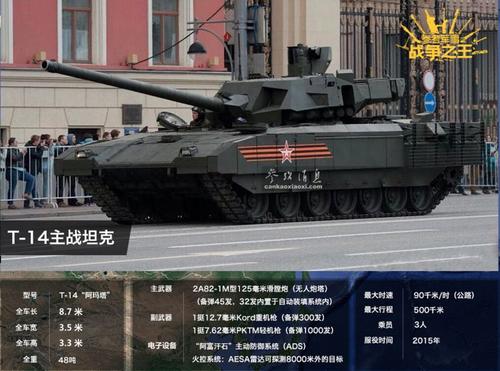 参考军事
战争之王
参考消息
cankaoxiaoxi.com
T-14主战坦克
型号 T-14“阿玛塔”
全车长 8.7 米
全车宽 3.5 米
全车高 3.3 米
全重 48吨
主武器 2A82-1M型125毫米滑膛炮（无人炮塔）
（备弹45发，32发内置于自动装填系统内）
副武器 1挺12.7毫米Kord重机枪（备弹300发）
1挺7.62毫米PKTM轻机枪（备弹1000发）
电子设备 “阿富汗石”主动防御系统（ADS）
火控系统：AESA雷达可探测8000米外的目标
最大时速 90千米/时（公路）
最大行程 500千米
乘员 3人
服役时间 2015年